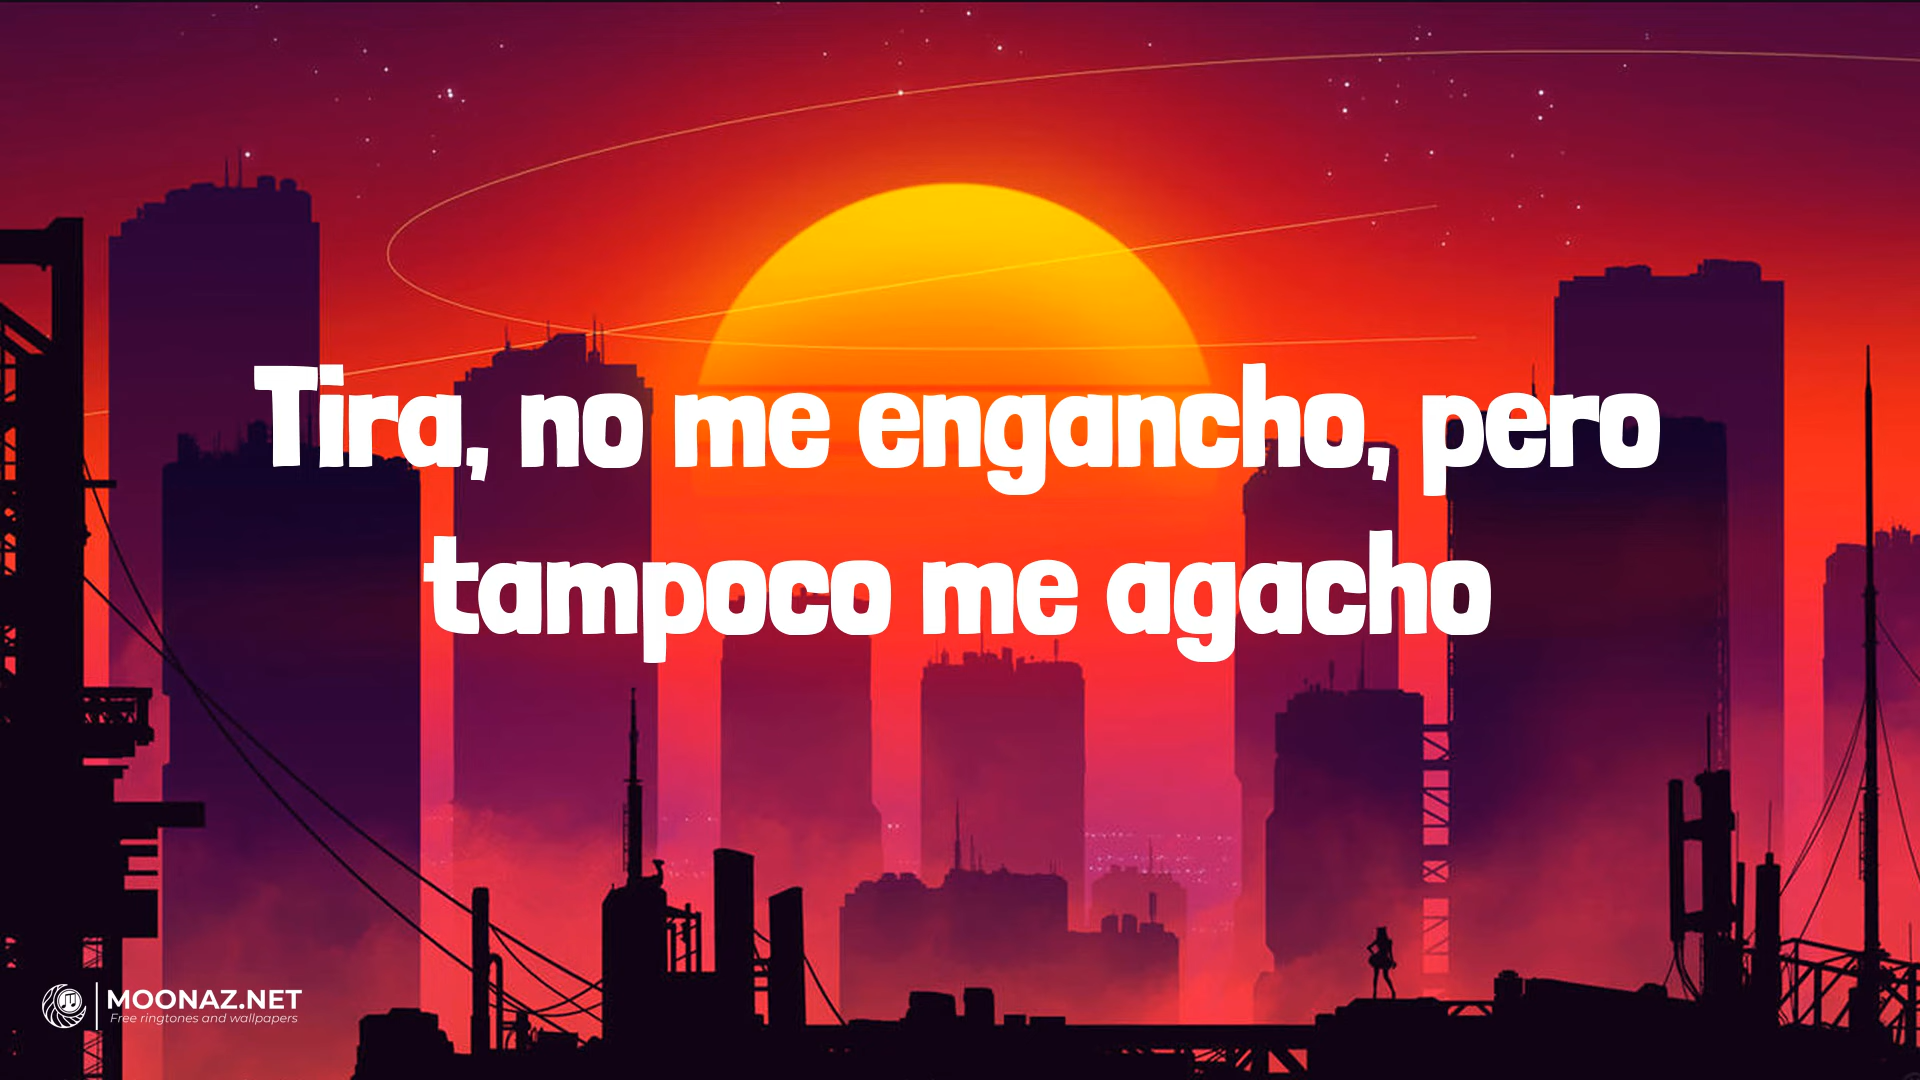 Tira, no me engancho, pero
tampoco me agacho
MOONAZ.NET
Free ringtones and wallpapers